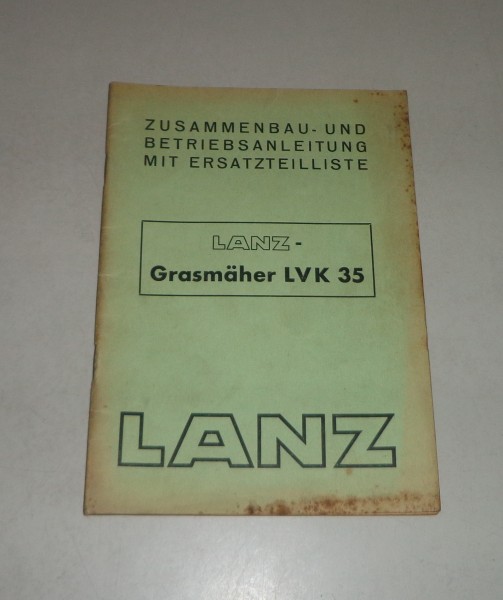 ZUSAMMENBAU- UND
BETRIEBSANLEITUNG
MIT ERSATZTEILLISTE
LANZ-
Grasmäher LVK 35
LANZ